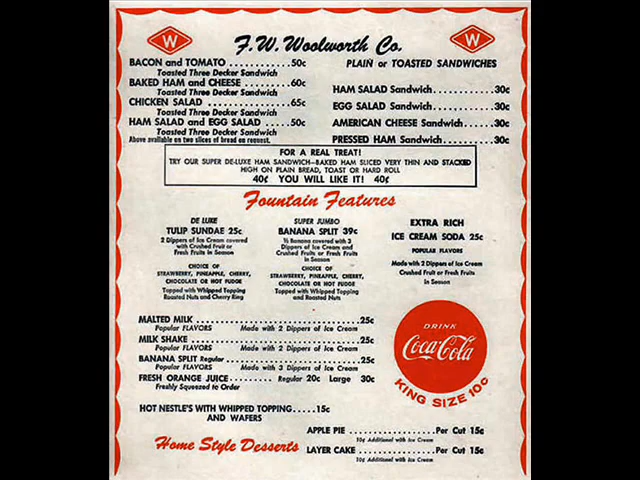 W
F. W. Woolworth Co.
W
BACON and TOMATO ............50c
Toasted Three Decker Sandwich
BAKED HAM and CHEESE .........60c
Toasted Three Decker Sandwich
CHICKEN SALAD ................65c
Toasted Three Decker Sandwich
HAM SALAD and EGG SALAD .....50c
Toasted Three Decker Sandwich
Above available on two slices of bread on request.
PLAIN or TOASTED SANDWICHES
HAM SALAD Sandwich............30c
EGG SALAD Sandwich............30c
AMERICAN CHEESE Sandwich......30c
PRESSED HAM Sandwich..........30c
FOR A REAL TREAT!
TRY OUR SUPER DE-LUXE HAM SANDWICH—BAKED HAM SLICED VERY THIN AND STACKED
HIGH ON PLAIN BREAD, TOAST OR HARD ROLL
40¢ YOU WILL LIKE IT! 40¢
Fountain Features
DE LUXE
TULIP SUNDAE 25c
2 Dippers of Ice Cream covered
with Crushed Fruit or
Fresh Fruits In Season
CHOICE OF
STRAWBERRY, PINEAPPLE, CHERRY,
CHOCOLATE OR HOT FUDGE
Topped with Whipped Topping
Roasted Nuts and Cherry Ring
SUPER JUMBO
BANANA SPLIT 39c
½ Banana covered with 3
Dippers of Ice Cream and
Crushed Fruits or Fresh Fruits
In Season
CHOICE OF
STRAWBERRY, PINEAPPLE, CHERRY,
CHOCOLATE OR HOT FUDGE
Topped with Whipped Topping
and Roasted Nuts
EXTRA RICH
ICE CREAM SODA 25c
POPULAR FLAVORS
Made with 2 Dippers of Ice Cream
Crushed Fruit or Fresh Fruits
In Season
MALTED MILK ..............................25c
Popular FLAVORS Made with 2 Dippers of Ice Cream
MILK SHAKE ...............................25c
Popular FLAVORS Made with 2 Dippers of Ice Cream
BANANA SPLIT Regular .....................25c
Popular FLAVORS Made with 3 Dippers of Ice Cream
FRESH ORANGE JUICE....... Regular 20c Large 30c
Freshly Squeezed to Order
DRINK
Coca-Cola
KING SIZE 10c
HOT NESTLE'S WITH WHIPPED TOPPING.....15c
AND WAFERS
Home Style Desserts
APPLE PIE ..................Per Cut 15c
10¢ Additional with Ice Cream
LAYER CAKE .................Per Cut 15c
10¢ Additional with Ice Cream